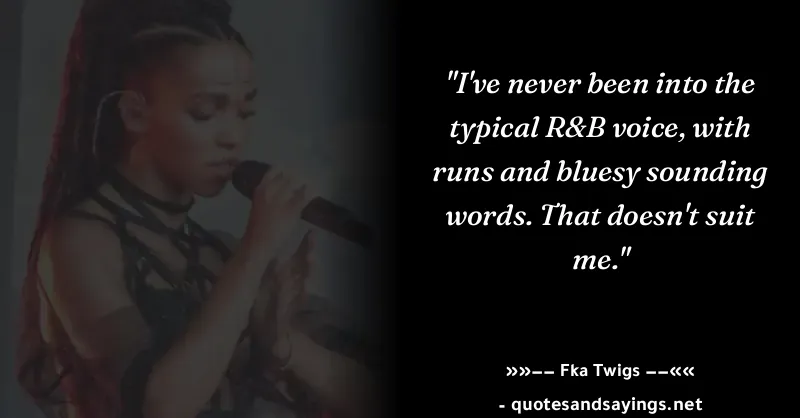 "I've never been into the
typical R&B voice, with
runs and bluesy sounding
words. That doesn't suit
me."
»»−− Fka Twigs −−««
- quotesandsayings.net